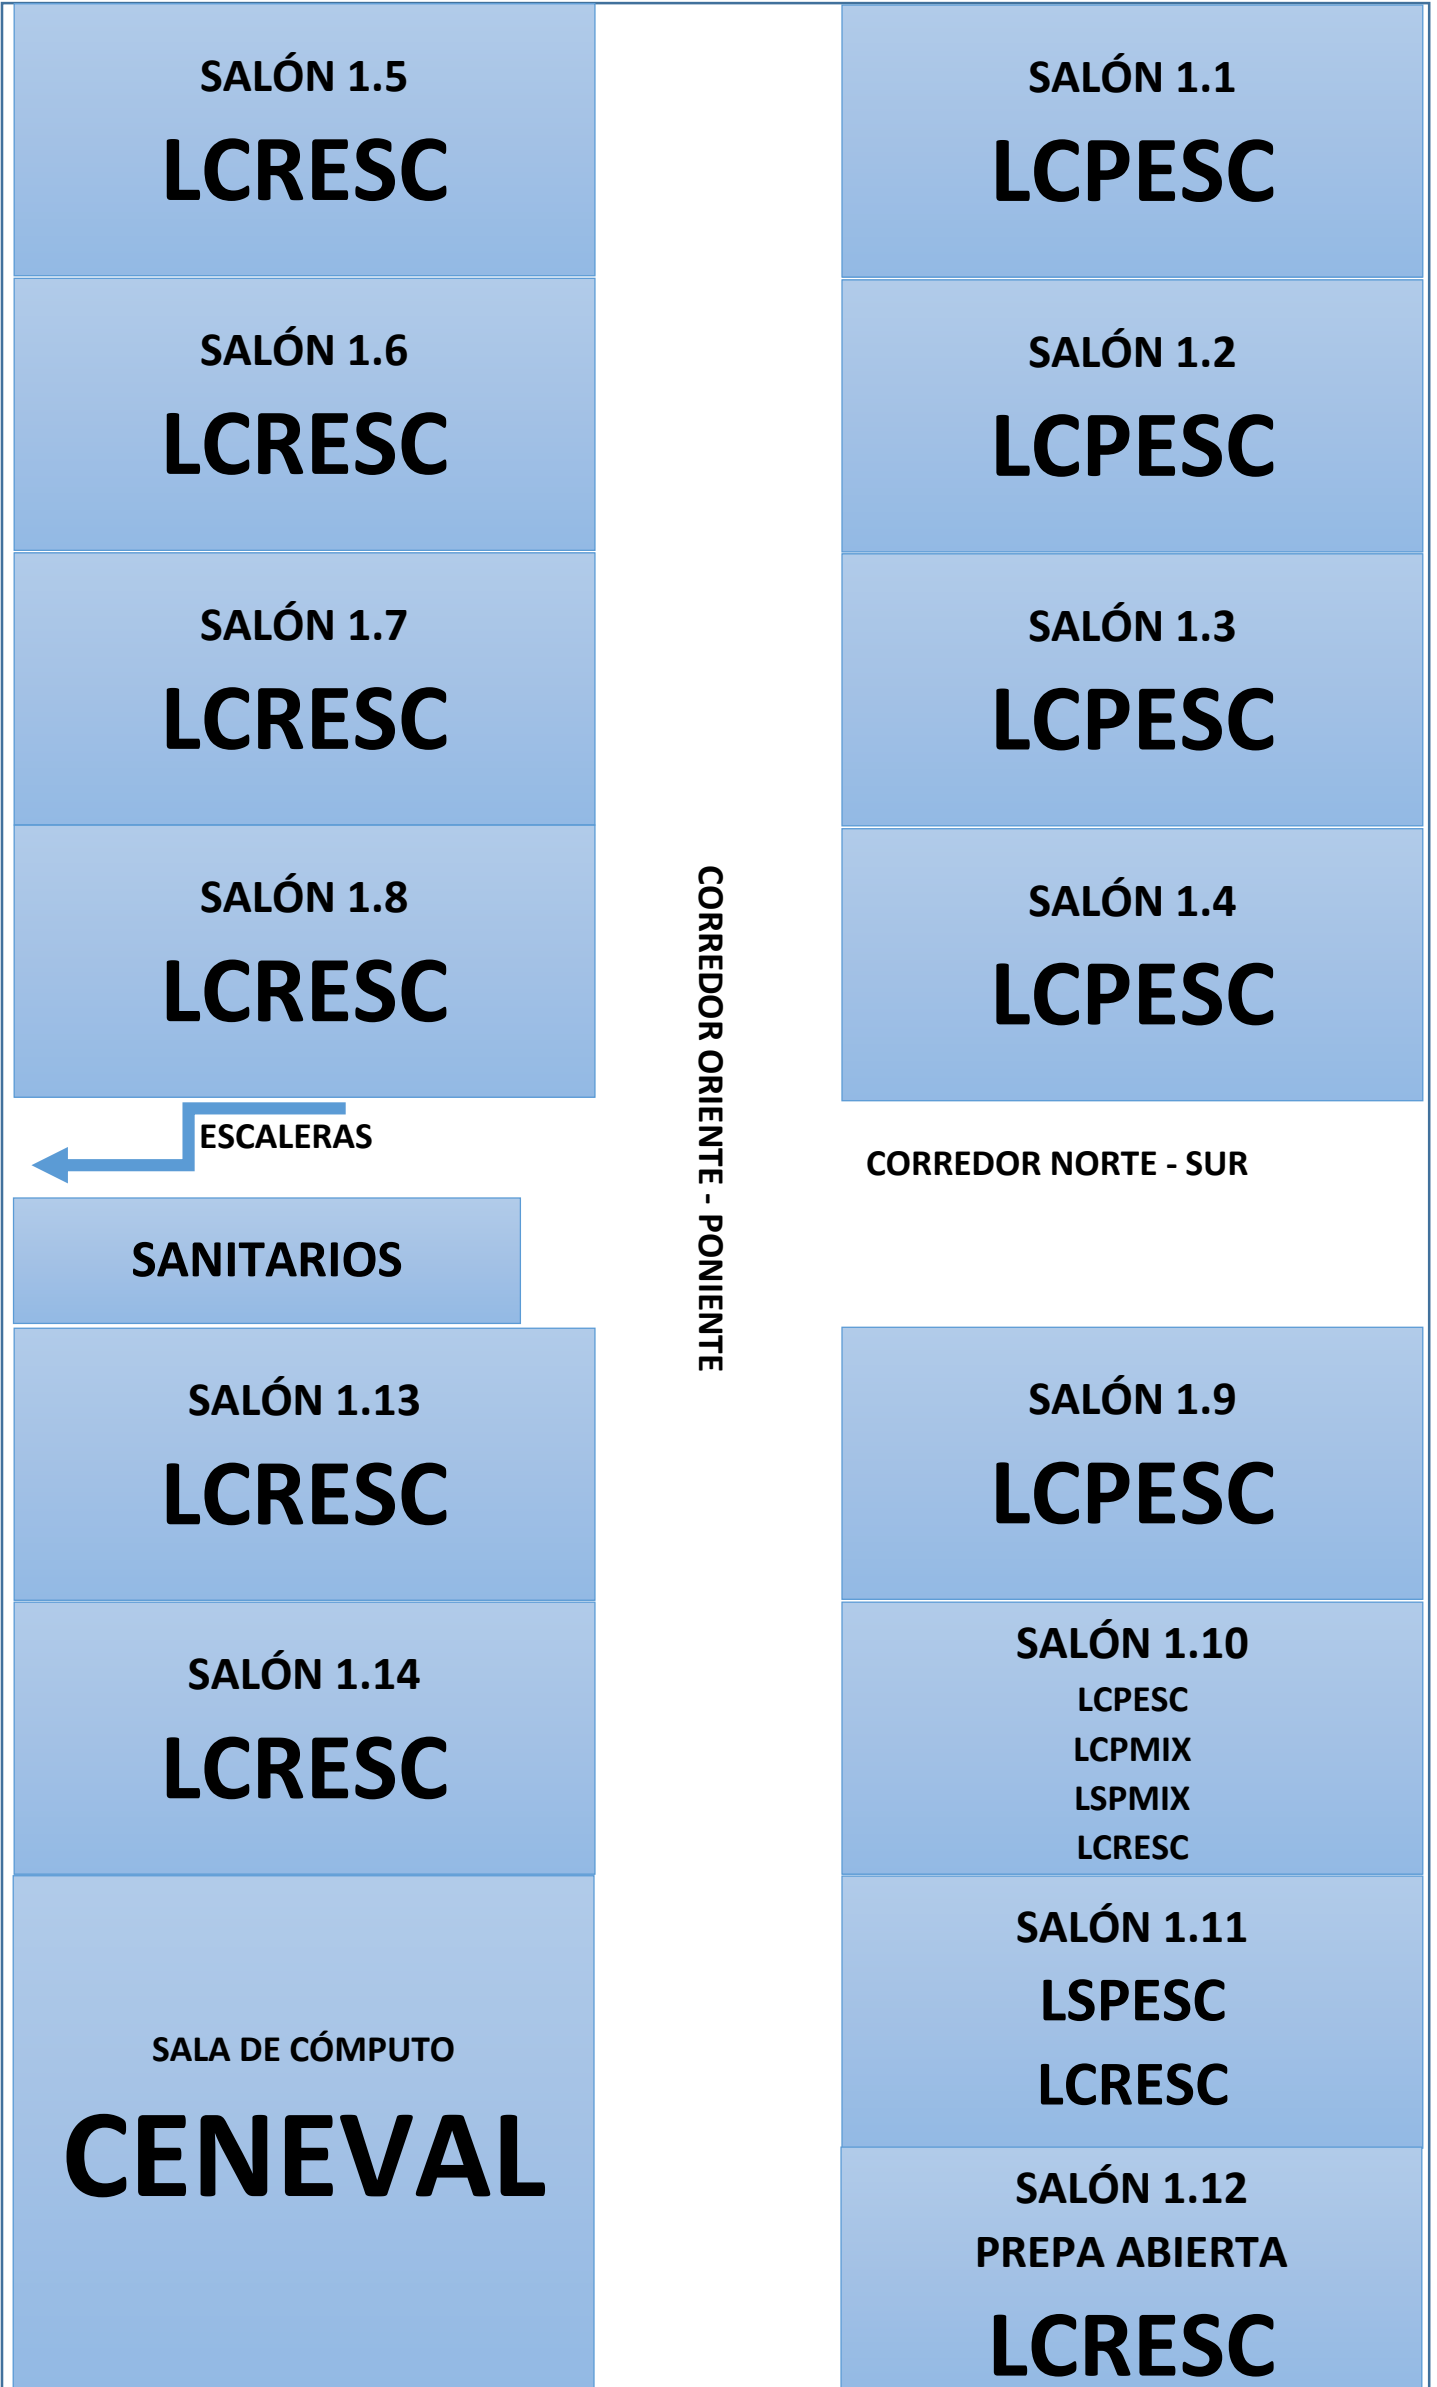 SALÓN 1.5
LCRESC
SALÓN 1.6
LCRESC
SALÓN 1.7
LCRESC
SALÓN 1.8
LCRESC
ESCALERAS
SANITARIOS
SALÓN 1.13
LCRESC
SALÓN 1.14
LCRESC
SALA DE CÓMPUTO
CENEVAL
CORREDOR ORIENTE - PONIENTE
SALÓN 1.1
LCPESC
SALÓN 1.2
LCPESC
SALÓN 1.3
LCPESC
SALÓN 1.4
LCPESC
CORREDOR NORTE - SUR
SALÓN 1.9
LCPESC
SALÓN 1.10
LCPESC
LCPMIX
LSPMIX
LCRESC
SALÓN 1.11
LSPESC
LCRESC
SALÓN 1.12
PREPA ABIERTA
LCRESC